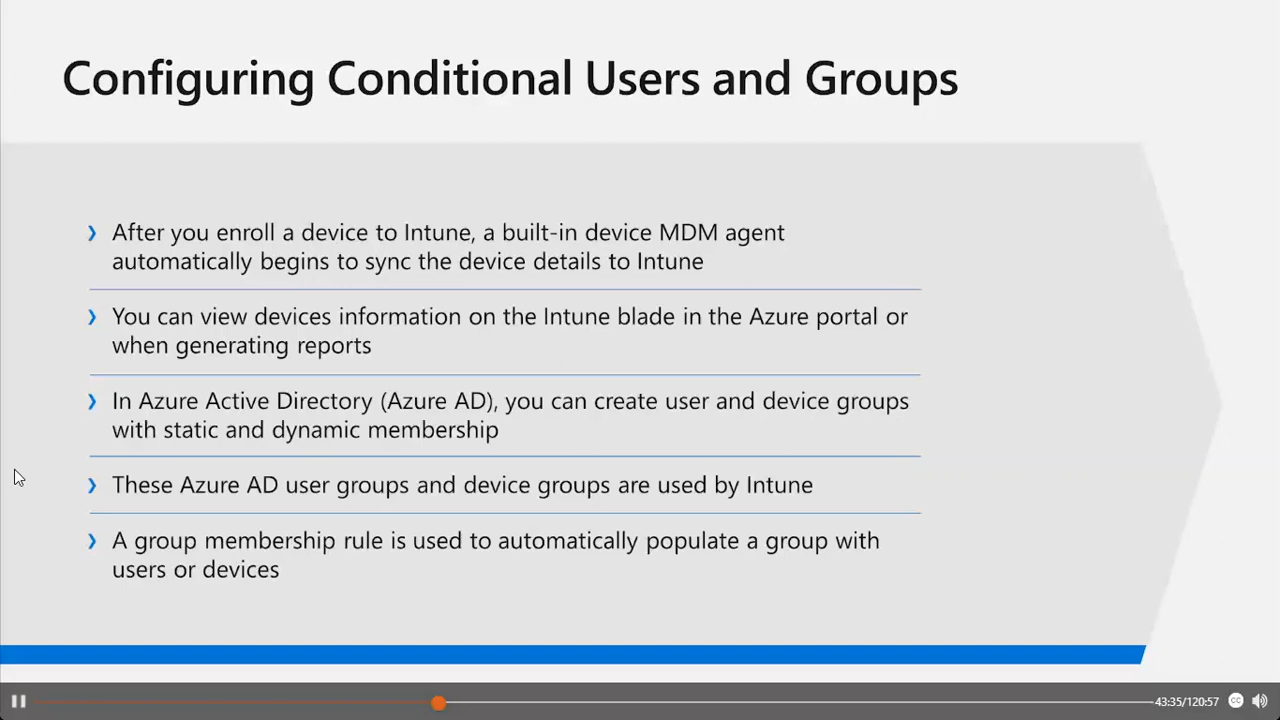 Configuring Conditional Users and Groups
❯ After you enroll a device to Intune, a built-in device MDM agent
automatically begins to sync the device details to Intune
❯ You can view devices information on the Intune blade in the Azure portal or
when generating reports
❯ In Azure Active Directory (Azure AD), you can create user and device groups
with static and dynamic membership
❯ These Azure AD user groups and device groups are used by Intune
❯ A group membership rule is used to automatically populate a group with
users or devices
43:35/120:57
CC